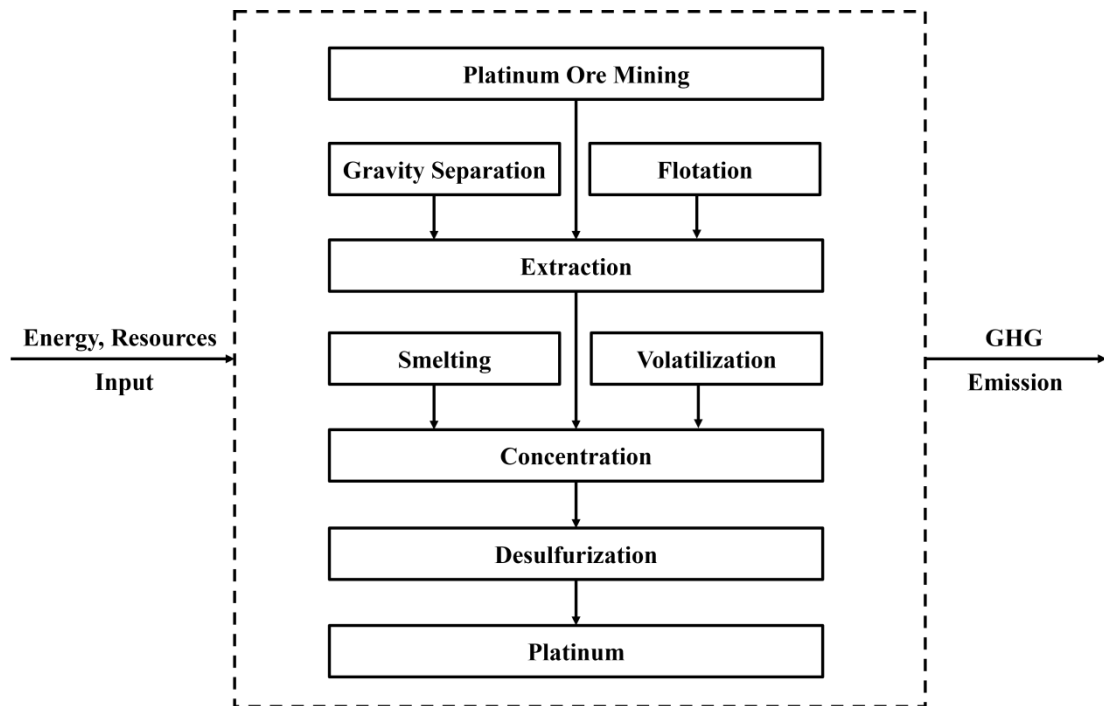 Platinum Ore Mining
Gravity Separation
Flotation
Extraction
Energy, Resources
Input
Smelting
Volatilization
GHG
Emission
Concentration
Desulfurization
Platinum